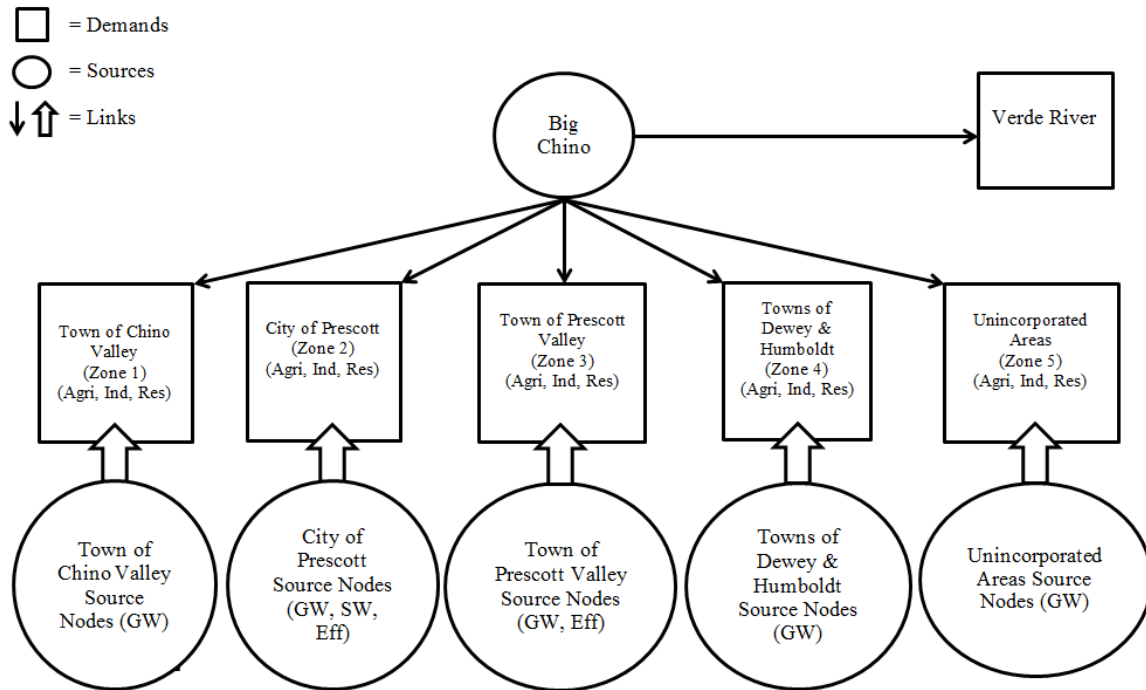 = Demands
= Sources
= Links
Big
Chino
Verde River
Town of Chino
Valley
(Zone 1)
(Agri, Ind, Res)
City of Prescott
(Zone 2)
(Agri, Ind, Res)
Town of Prescott
Valley
(Zone 3)
(Agri, Ind, Res)
Towns of
Dewey &
Humboldt
(Zone 4)
(Agri, Ind, Res)
Unincorporated
Areas
(Zone 5)
(Agri, Ind, Res)
Town of
Chino Valley
Source
Nodes (GW)
City of
Prescott
Source Nodes
(GW, SW,
Eff)
Town of
Prescott Valley
Source Nodes
(GW, Eff)
Towns of
Dewey &
Humboldt
Source Nodes
(GW)
Unincorporated
Areas Source
Nodes (GW)